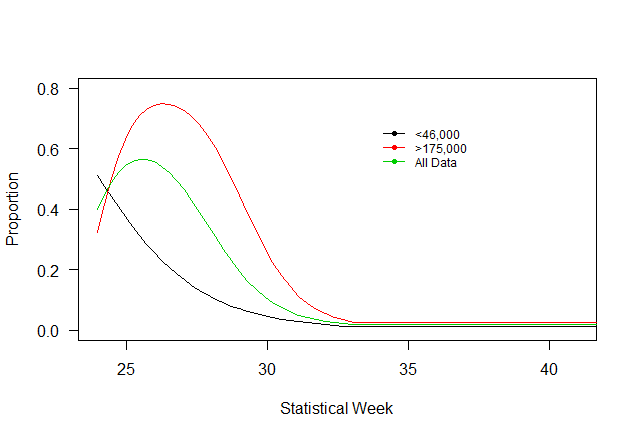 0.8
0.6
0.4
0.2
0.0
Proportion
<46,000
>175,000
All Data
25 30 35 40
Statistical Week